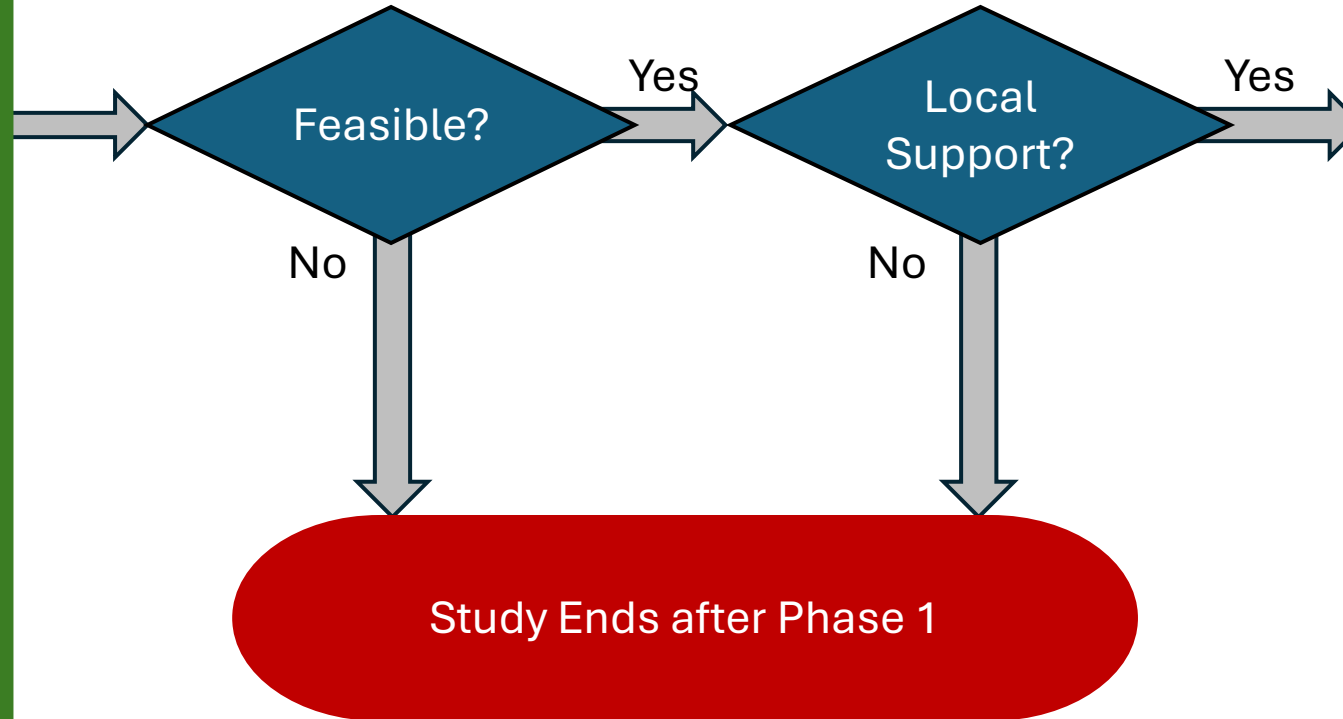 Feasible?
Yes
Local
Support?
Yes
No
No
Study Ends after Phase 1